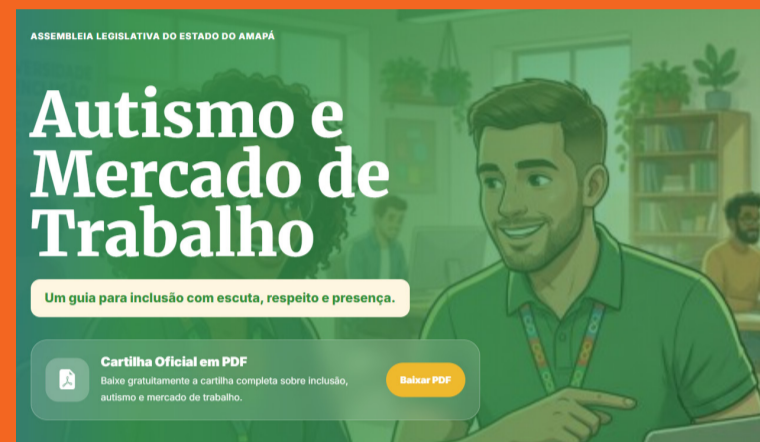 ASSEMBLEIA LEGISLATIVA DO ESTADO DO AMAPÁ
Autismo e
Mercado de
Trabalho
Um guia para inclusão com escuta, respeito e presença.
Cartilha Oficial em PDF
Baixe gratuitamente a cartilha completa sobre inclusão,
autismo e mercado de trabalho.
Baixar PDF